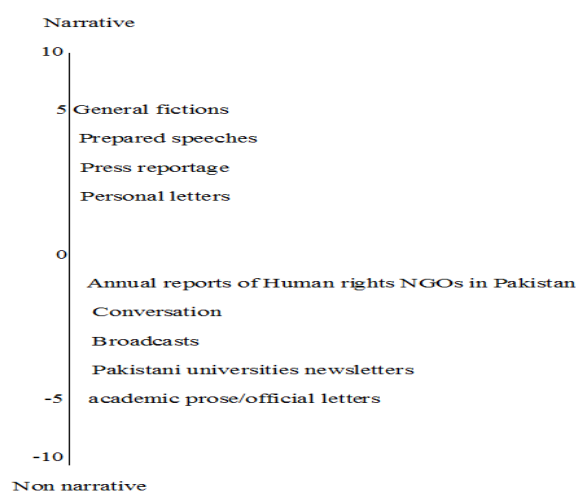 Narrative
10
5 General fictions
Prepared speeches
Press reportage
Personal letters
0
Annual reports of Human rights NGOs in Pakistan
Conversation
Broadcasts
Pakistani universities newsletters
-5 academic prose/official letters
-10
Non narrative